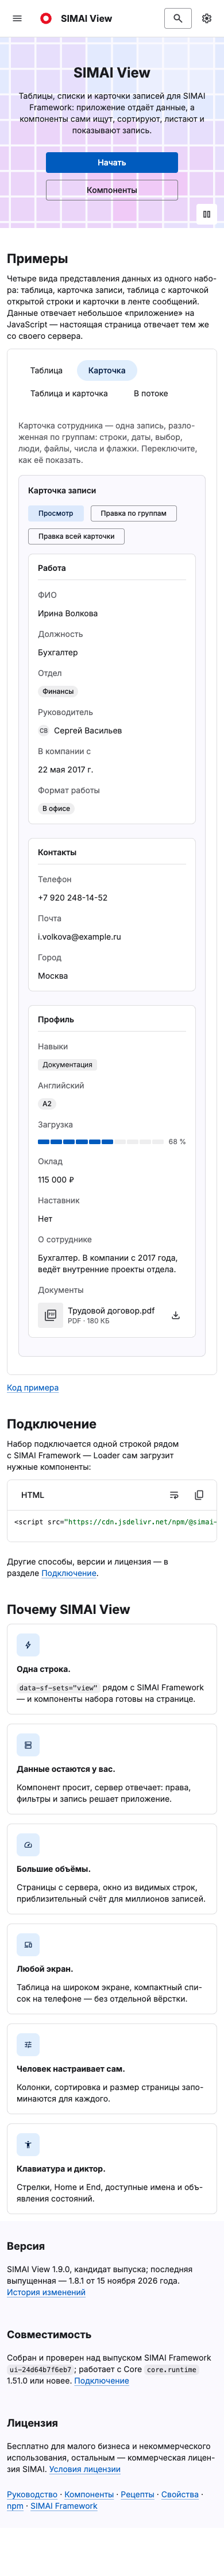 SIMAI View
SIMAI View
Таблицы, списки и карточки записей для SIMAI
Framework: приложение отдаёт данные, а
компоненты сами ищут, сортируют, листают и
показывают запись.
Начать
Компоненты
Примеры
Четыре вида представления данных из одного набо-
ра: таблица, карточка записи, таблица с карточкой
открытой строки и карточки в ленте сообщений.
Данные отвечает небольшое «приложение» на
JavaScript — настоящая страница отвечает тем же
со своего сервера.
Таблица
Карточка
Таблица и карточка
В потоке
Карточка сотрудника — одна запись, разло-
женная по группам: строки, даты, выбор,
люди, файлы, числа и флажки. Переключите,
как её показать.
Карточка записи
Просмотр
Правка по группам
Правка всей карточки
Работа
ФИО
Ирина Волкова
Должность
Бухгалтер
Отдел
Финансы
Руководитель
СВ Сергей Васильев
В компании с
22 мая 2017 г.
Формат работы
В офисе
Контакты
Телефон
+7 920 248-14-52
Почта
i.volkova@example.ru
Город
Москва
Профиль
Навыки
Документация
Английский
A2
Загрузка
68 %
Оклад
115 000 ₽
Наставник
Нет
О сотруднике
Бухгалтер. В компании с 2017 года,
ведёт внутренние проекты отдела.
Документы
Трудовой договор.pdf
PDF · 180 КБ
Код примера
Подключение
Набор подключается одной строкой рядом
с SIMAI Framework — Loader сам загрузит
нужные компоненты:
HTML
<script src="https://cdn.jsdelivr.net/npm/@simai-
Другие способы, версии и лицензия — в
разделе Подключение.
Почему SIMAI View
Одна строка.
data-sf-sets="view" рядом с SIMAI Framework
— и компоненты набора готовы на странице.
Данные остаются у вас.
Компонент просит, сервер отвечает: права,
фильтры и запись решает приложение.
Большие объёмы.
Страницы с сервера, окно из видимых строк,
приблизительный счёт для миллионов записей.
Любой экран.
Таблица на широком экране, компактный спи-
сок на телефоне — без отдельной вёрстки.
Человек настраивает сам.
Колонки, сортировка и размер страницы запо-
минаются для каждого.
Клавиатура и диктор.
Стрелки, Home и End, доступные имена и объ-
явления состояний.
Версия
SIMAI View 1.9.0, кандидат выпуска; последняя
выпущенная — 1.8.1 от 15 ноября 2026 года.
История изменений
Совместимость
Собран и проверен над выпуском SIMAI Framework
ui-24d64b7f6eb7; работает с Core core.runtime
1.51.0 или новее. Подключение
Лицензия
Бесплатно для малого бизнеса и некоммерческого
использования, остальным — коммерческая лицен-
зия SIMAI. Условия лицензии
Руководство · Компоненты · Рецепты · Свойства ·
npm · SIMAI Framework